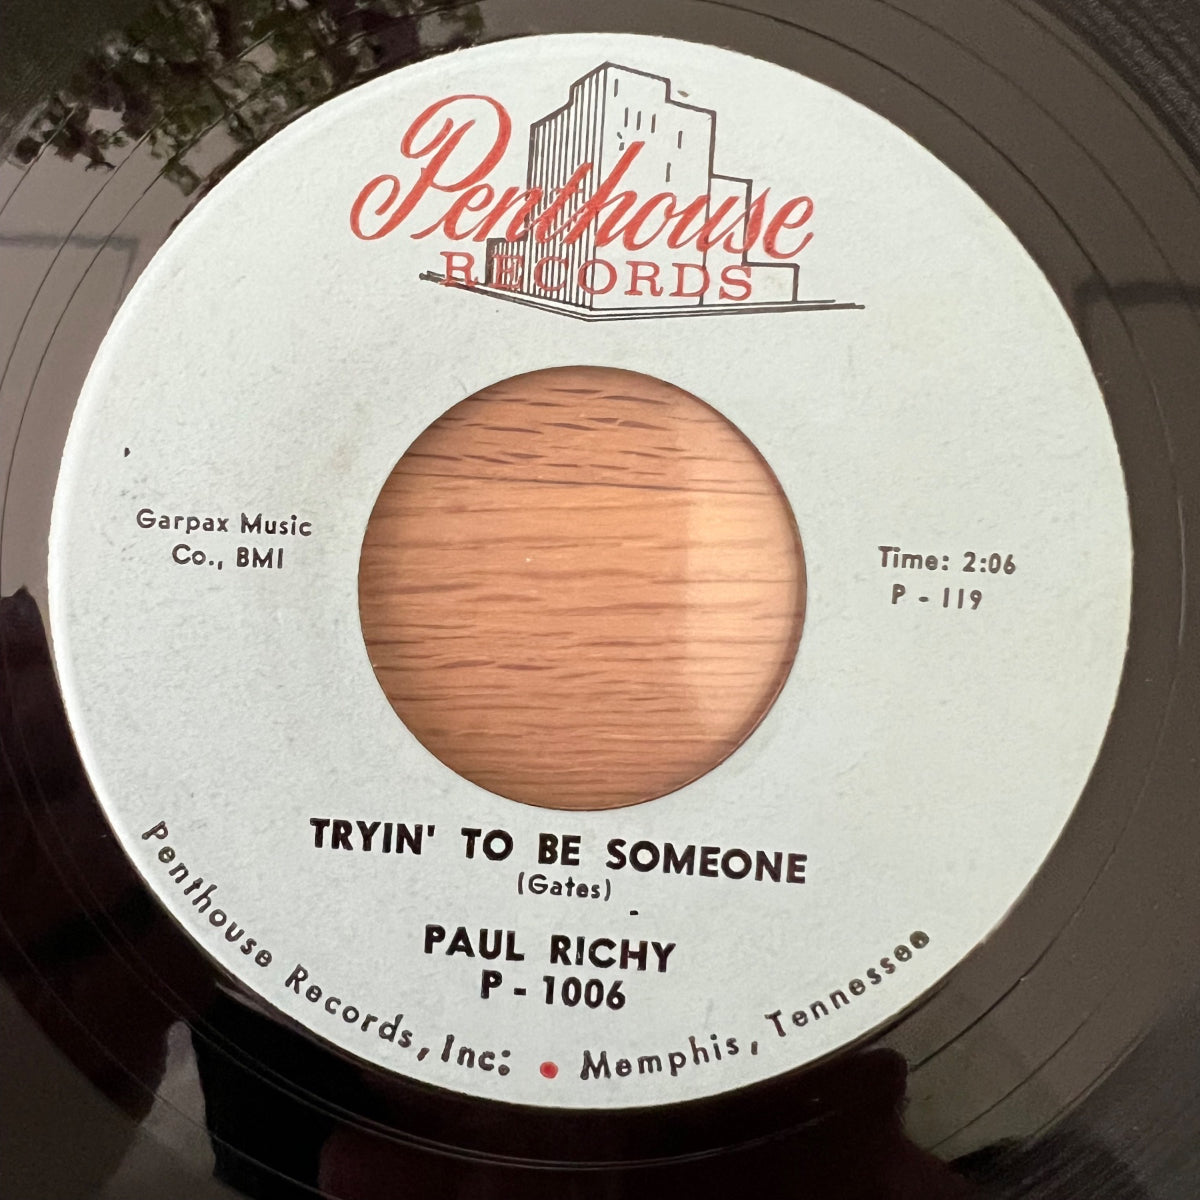 Penthouse
RECORDS
Garpax Music
Co., BMI
Time: 2:06
P - 119
TRYIN' TO BE SOMEONE
(Gates)
PAUL RICHY
P - 1006
Penthouse Records, Inc: • Memphis, Tennessee